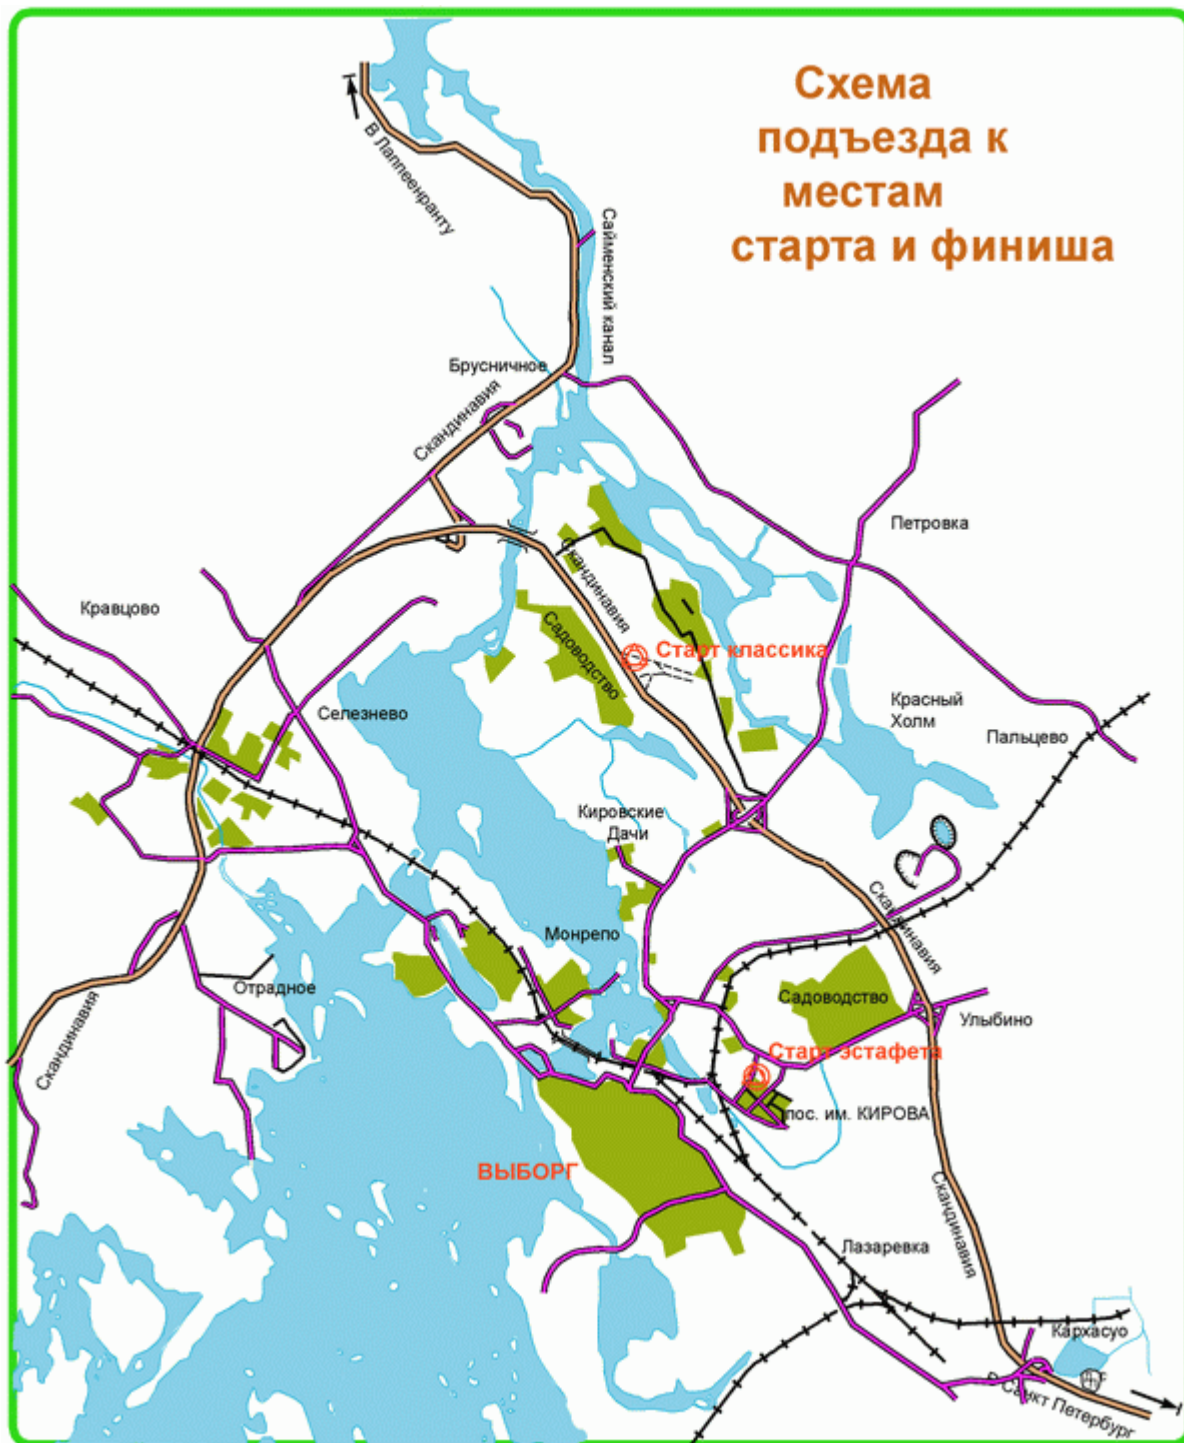 Схема
подъезда к
местам
старта и финиша
В Лаппеенранту
Сайменский канал
Брусничное
Скандинавия
Петровка
Скандинавия
Кравцово
Садоводство
Старт классика
Селезнево
Красный
Холм
Пальцево
Кировские
Дачи
Скандинавия
Монрепо
Отрадное
Садоводство
Улыбино
Скандинавия
Старт эстафета
пос. им. КИРОВА
ВЫБОРГ
Скандинавия
Лазаревка
Кархасуо
В Санкт Петербург